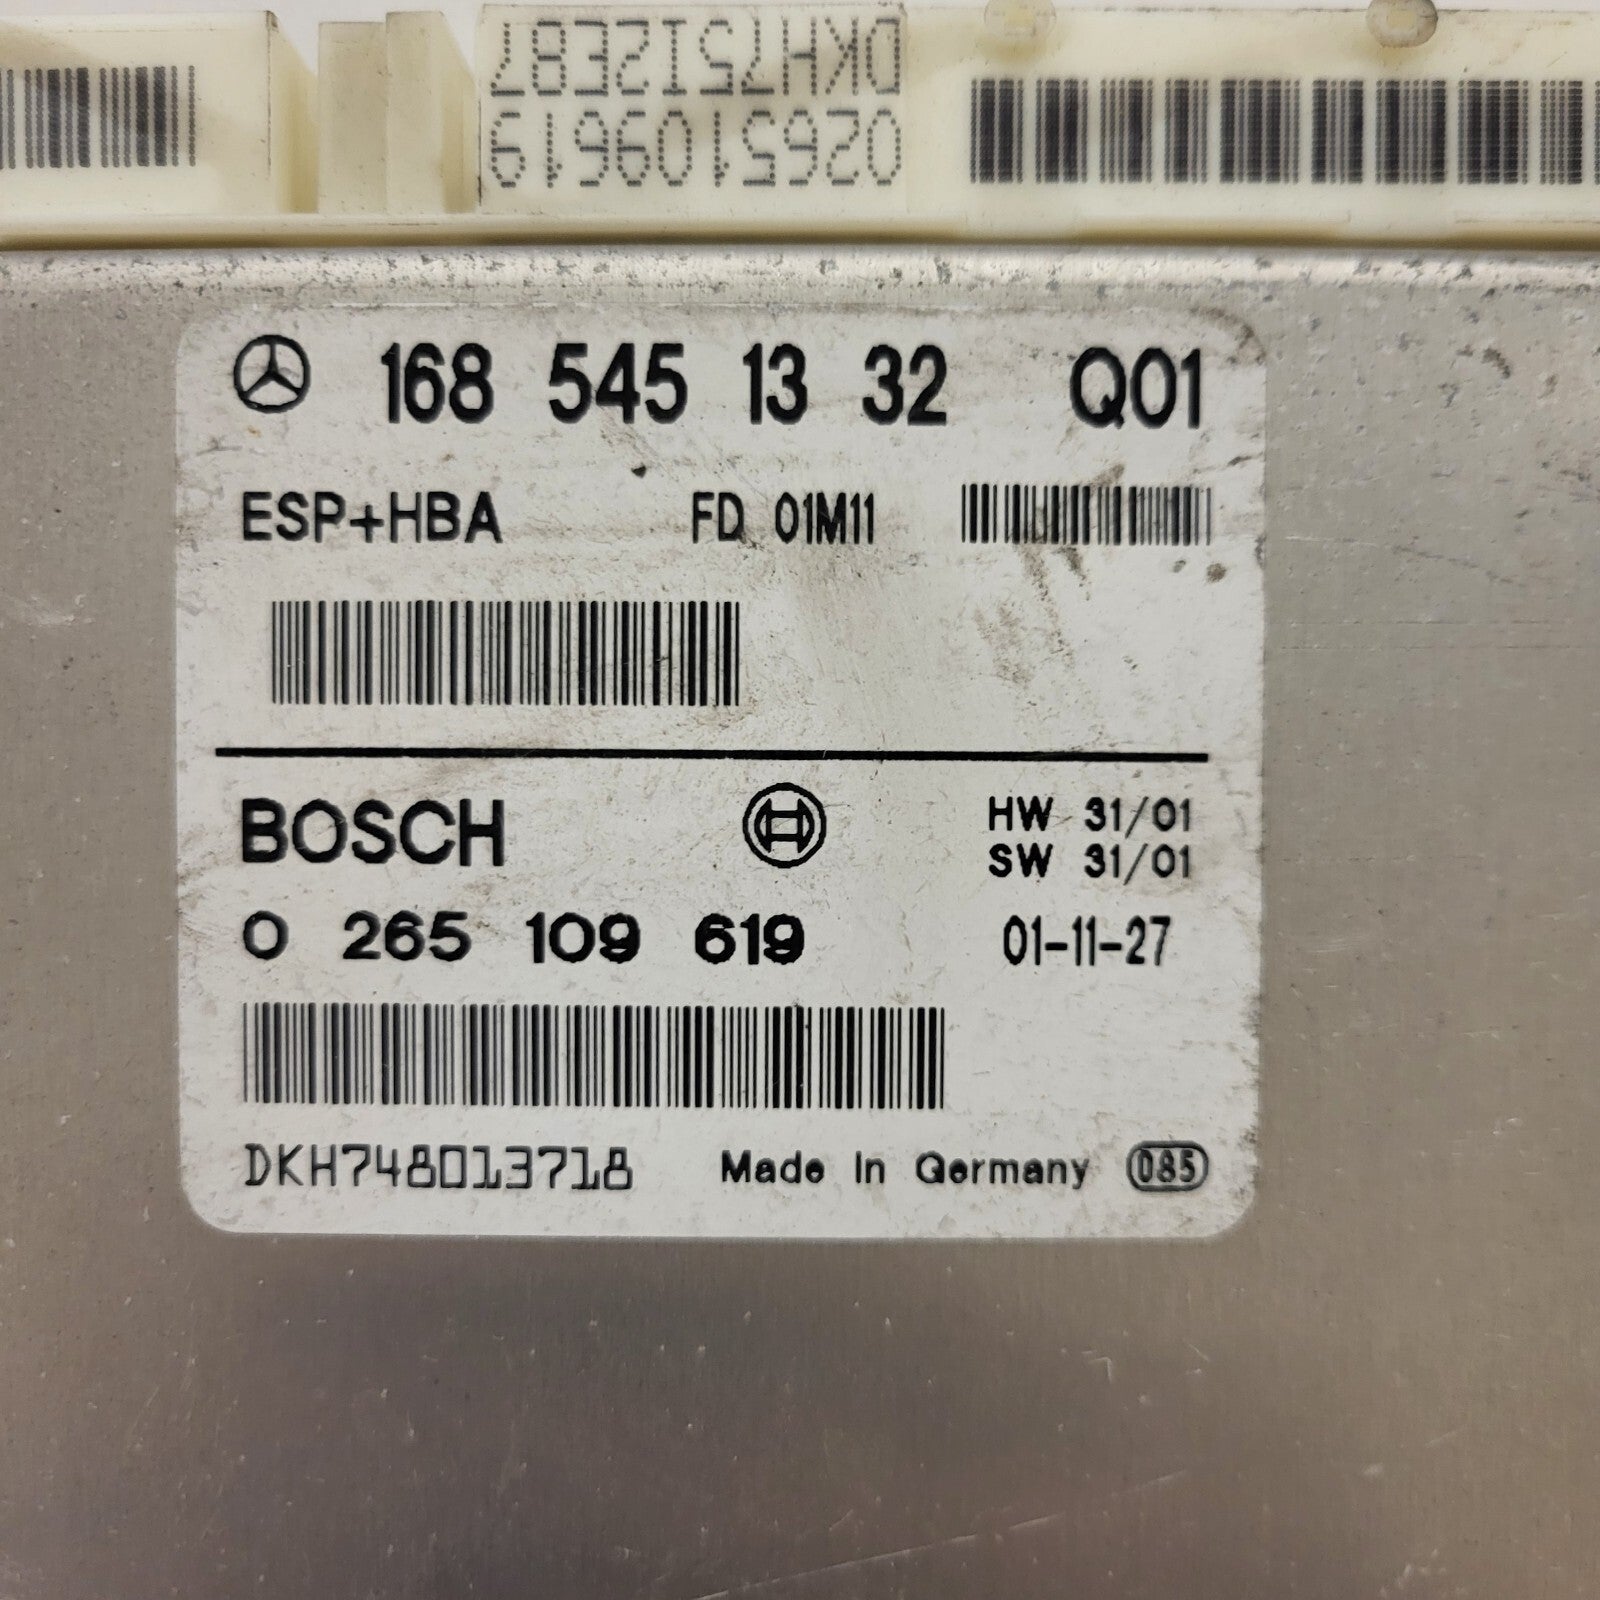 0265109619
168 545 13 32 Q01
ESP+HBA FD 01M11
BOSCH HW 31/01
SW 31/01
0 265 109 619 01-11-27
DKH748013718 Made In Germany 085